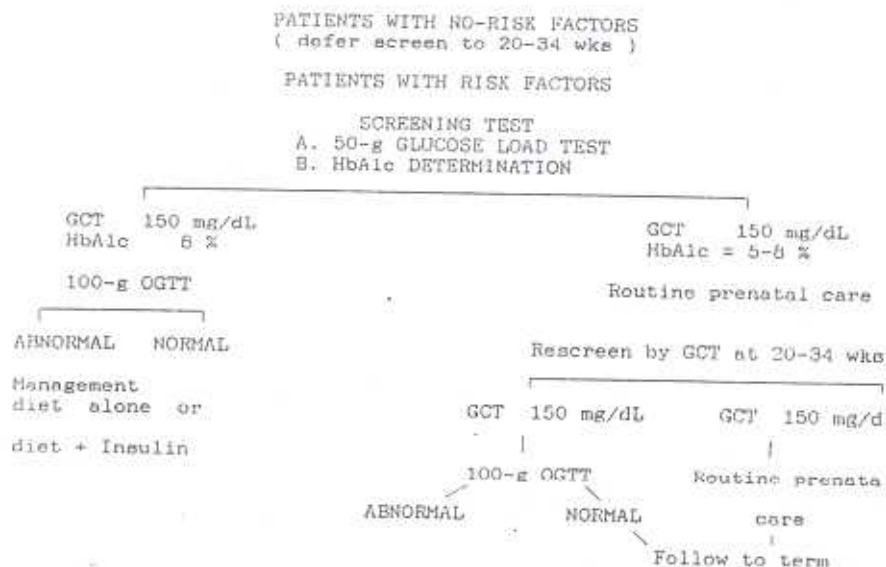 PATIENTS WITH NO-RISK FACTORS
( defer screen to 20-34 wks )
PATIENTS WITH RISK FACTORS
SCREENING TEST
A. 50-g GLUCOSE LOAD TEST
B. HbA1c DETERMINATION
GCT 150 mg/dL
HbA1c 8 %
100-g OGTT
ABNORMAL NORMAL
Management
diet alone or
diet + Insulin
GCT 150 mg/dL
HbA1c = 5-8 %
Routine prenatal care
Rescreen by GCT at 20-34 wks
GCT 150 mg/dL GCT 150 mg/d
100-g OGTT Routine prenata
ABNORMAL NORMAL care
Follow to term